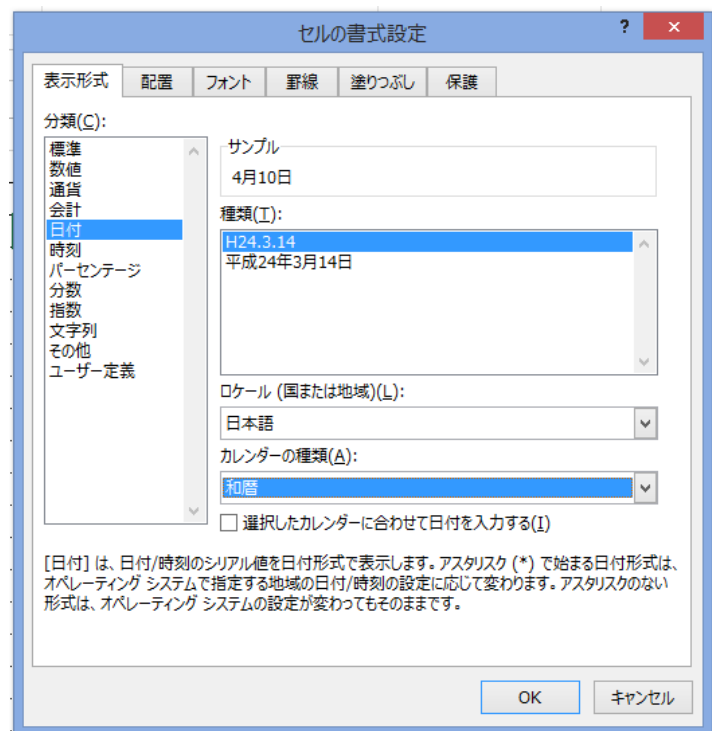 セルの書式設定
? ×
表示形式 配置 フォント 罫線 塗りつぶし 保護
分類(C):
標準
数値
通貨
会計
日付
時刻
パーセンテージ
分数
指数
文字列
その他
ユーザー定義
サンプル
4月10日
種類(T):
H24.3.14
平成24年3月14日
ロケール (国または地域)(L):
日本語
カレンダーの種類(A):
和暦
選択したカレンダーに合わせて日付を入力する(I)
[日付] は、日付/時刻のシリアル値を日付形式で表示します。アスタリスク (*) で始まる日付形式は、
オペレーティング システムで指定する地域の日付/時刻の設定に応じて変わります。アスタリスクのない
形式は、オペレーティング システムの設定が変わってもそのままです。
OK キャンセル